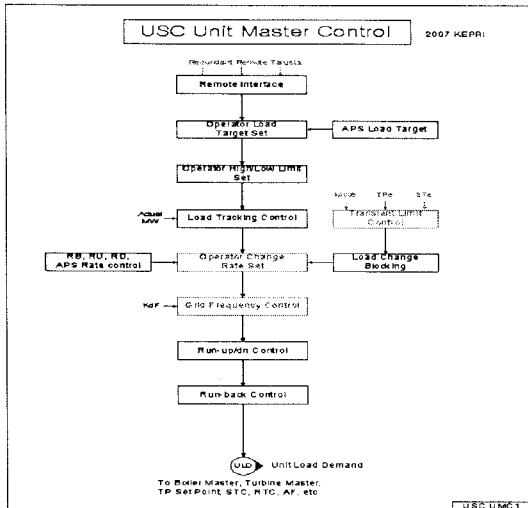 USC Unit Master Control
2007 KEPRI
Redundant Remote
Remote Interface
Operator Load
Target Set
APS Load Target
Operator High/Low Limit
Set
Actual
MW
Load Tracking Control
Transient Limit
Control
RB, RU, RD,
APS Rate control
Operator Change
Rate Set
Load Change
Blocking
KdF
Grid Frequency Control
Run-up/dn Control
Run-back Control
ULD
Unit Load Demand
To Boiler Master, Turbine Master,
TP Set Point, STC, RTC, AF, etc
USC UMC1